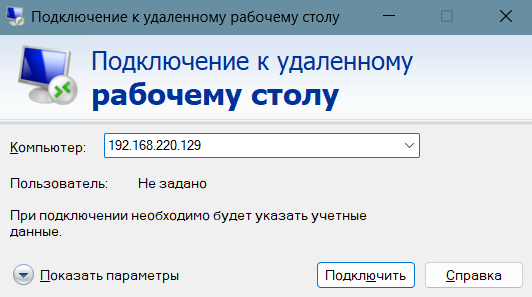 Подключение к удаленному рабочему столу
Подключение к удаленному
рабочему столу
Компьютер:
192.168.220.129
Пользователь:
Не задано
При подключении необходимо будет указать учетные
данные.
Показать параметры
Подключить
Справка